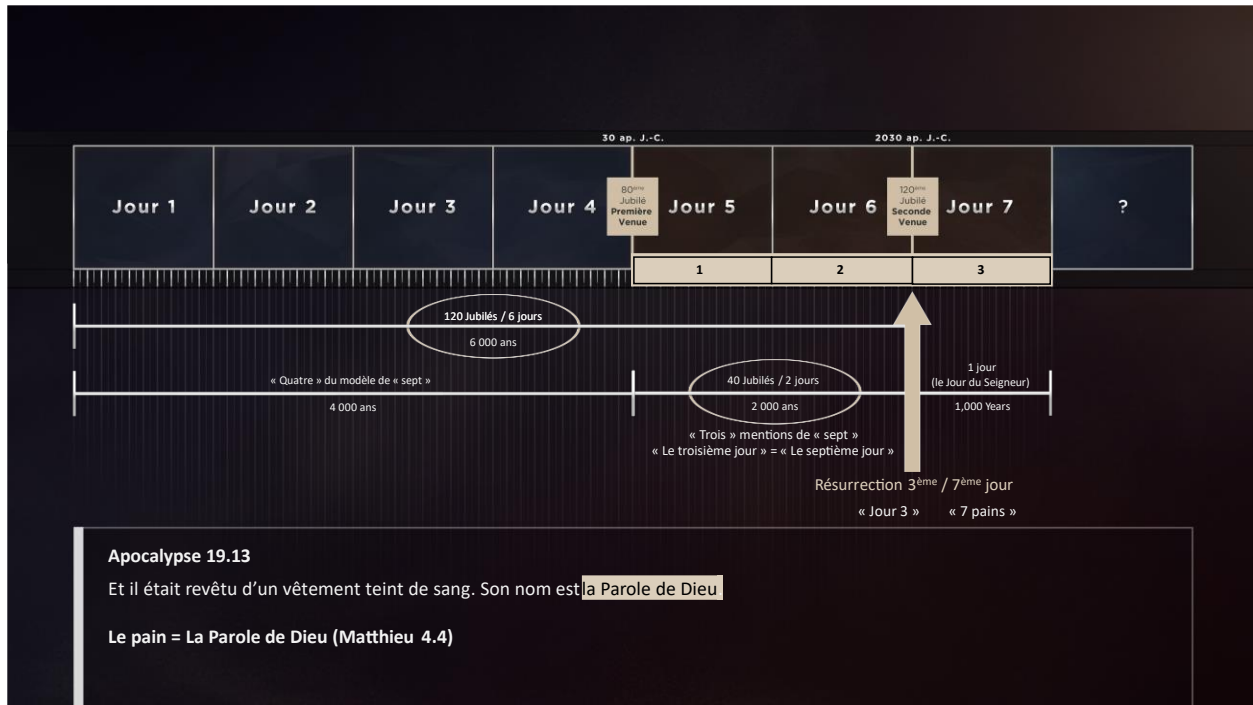 30 ap. J.-C.
2030 ap. J.-C.
Jour 1
Jour 2
Jour 3
Jour 4
80ème
Jubilé
Première
Venue
Jour 5
Jour 6
120ème
Jubilé
Seconde
Venue
Jour 7
?
1
2
3
120 Jubilés / 6 jours
6 000 ans
« Quatre » du modèle de « sept »
4 000 ans
40 Jubilés / 2 jours
2 000 ans
1 jour
(le Jour du Seigneur)
1,000 Years
« Trois » mentions de « sept »
« Le troisième jour » = « Le septième jour »
Résurrection 3ème / 7ème jour
« Jour 3 »
« 7 pains »
Apocalypse 19.13
Et il était revêtu d’un vêtement teint de sang. Son nom est la Parole de Dieu
Le pain = La Parole de Dieu (Matthieu 4.4)